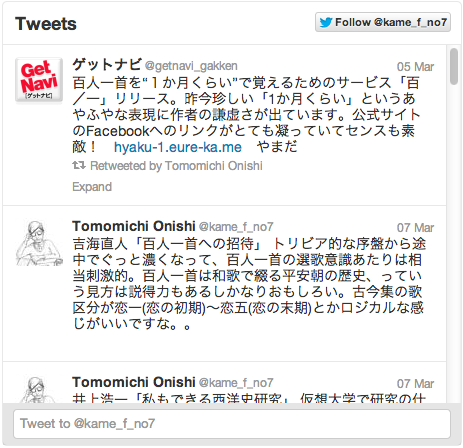 Tweets
Follow @kame_f_no7
Get
Navi
[ゲットナビ]
ゲットナビ @getnavi_gakken 05 Mar
百人一首を“１か月くらい”で覚えるためのサービス「百
／一」リリース。昨今珍しい「1か月くらい」というあ
やふやな表現に作者の謙虚さが出ています。公式サイト
のFacebookへのリンクがとても凝っていてセンスも素
敵！　hyaku-1.eure-ka.me　やまだ
Retweeted by Tomomichi Onishi
Expand
Tomomichi Onishi @kame_f_no7 07 Mar
吉海直人「百人一首への招待」 トリビア的な序盤から途
中でぐっと濃くなって、百人一首の選歌意識あたりは相
当刺激的。百人一首は和歌で綴る平安朝の歴史、ってい
う見方は説得力もあるしかなりおもしろい。古今集の歌
区分が恋一(恋の初期)〜恋五(恋の末期)とかロジカルな感
じがいいですな。。
Tomomichi Onishi @kame_f_no7 07 Mar
井上浩一「私もできる西洋史研究」 仮想大学で研究の仕
Tweet to @kame_f_no7